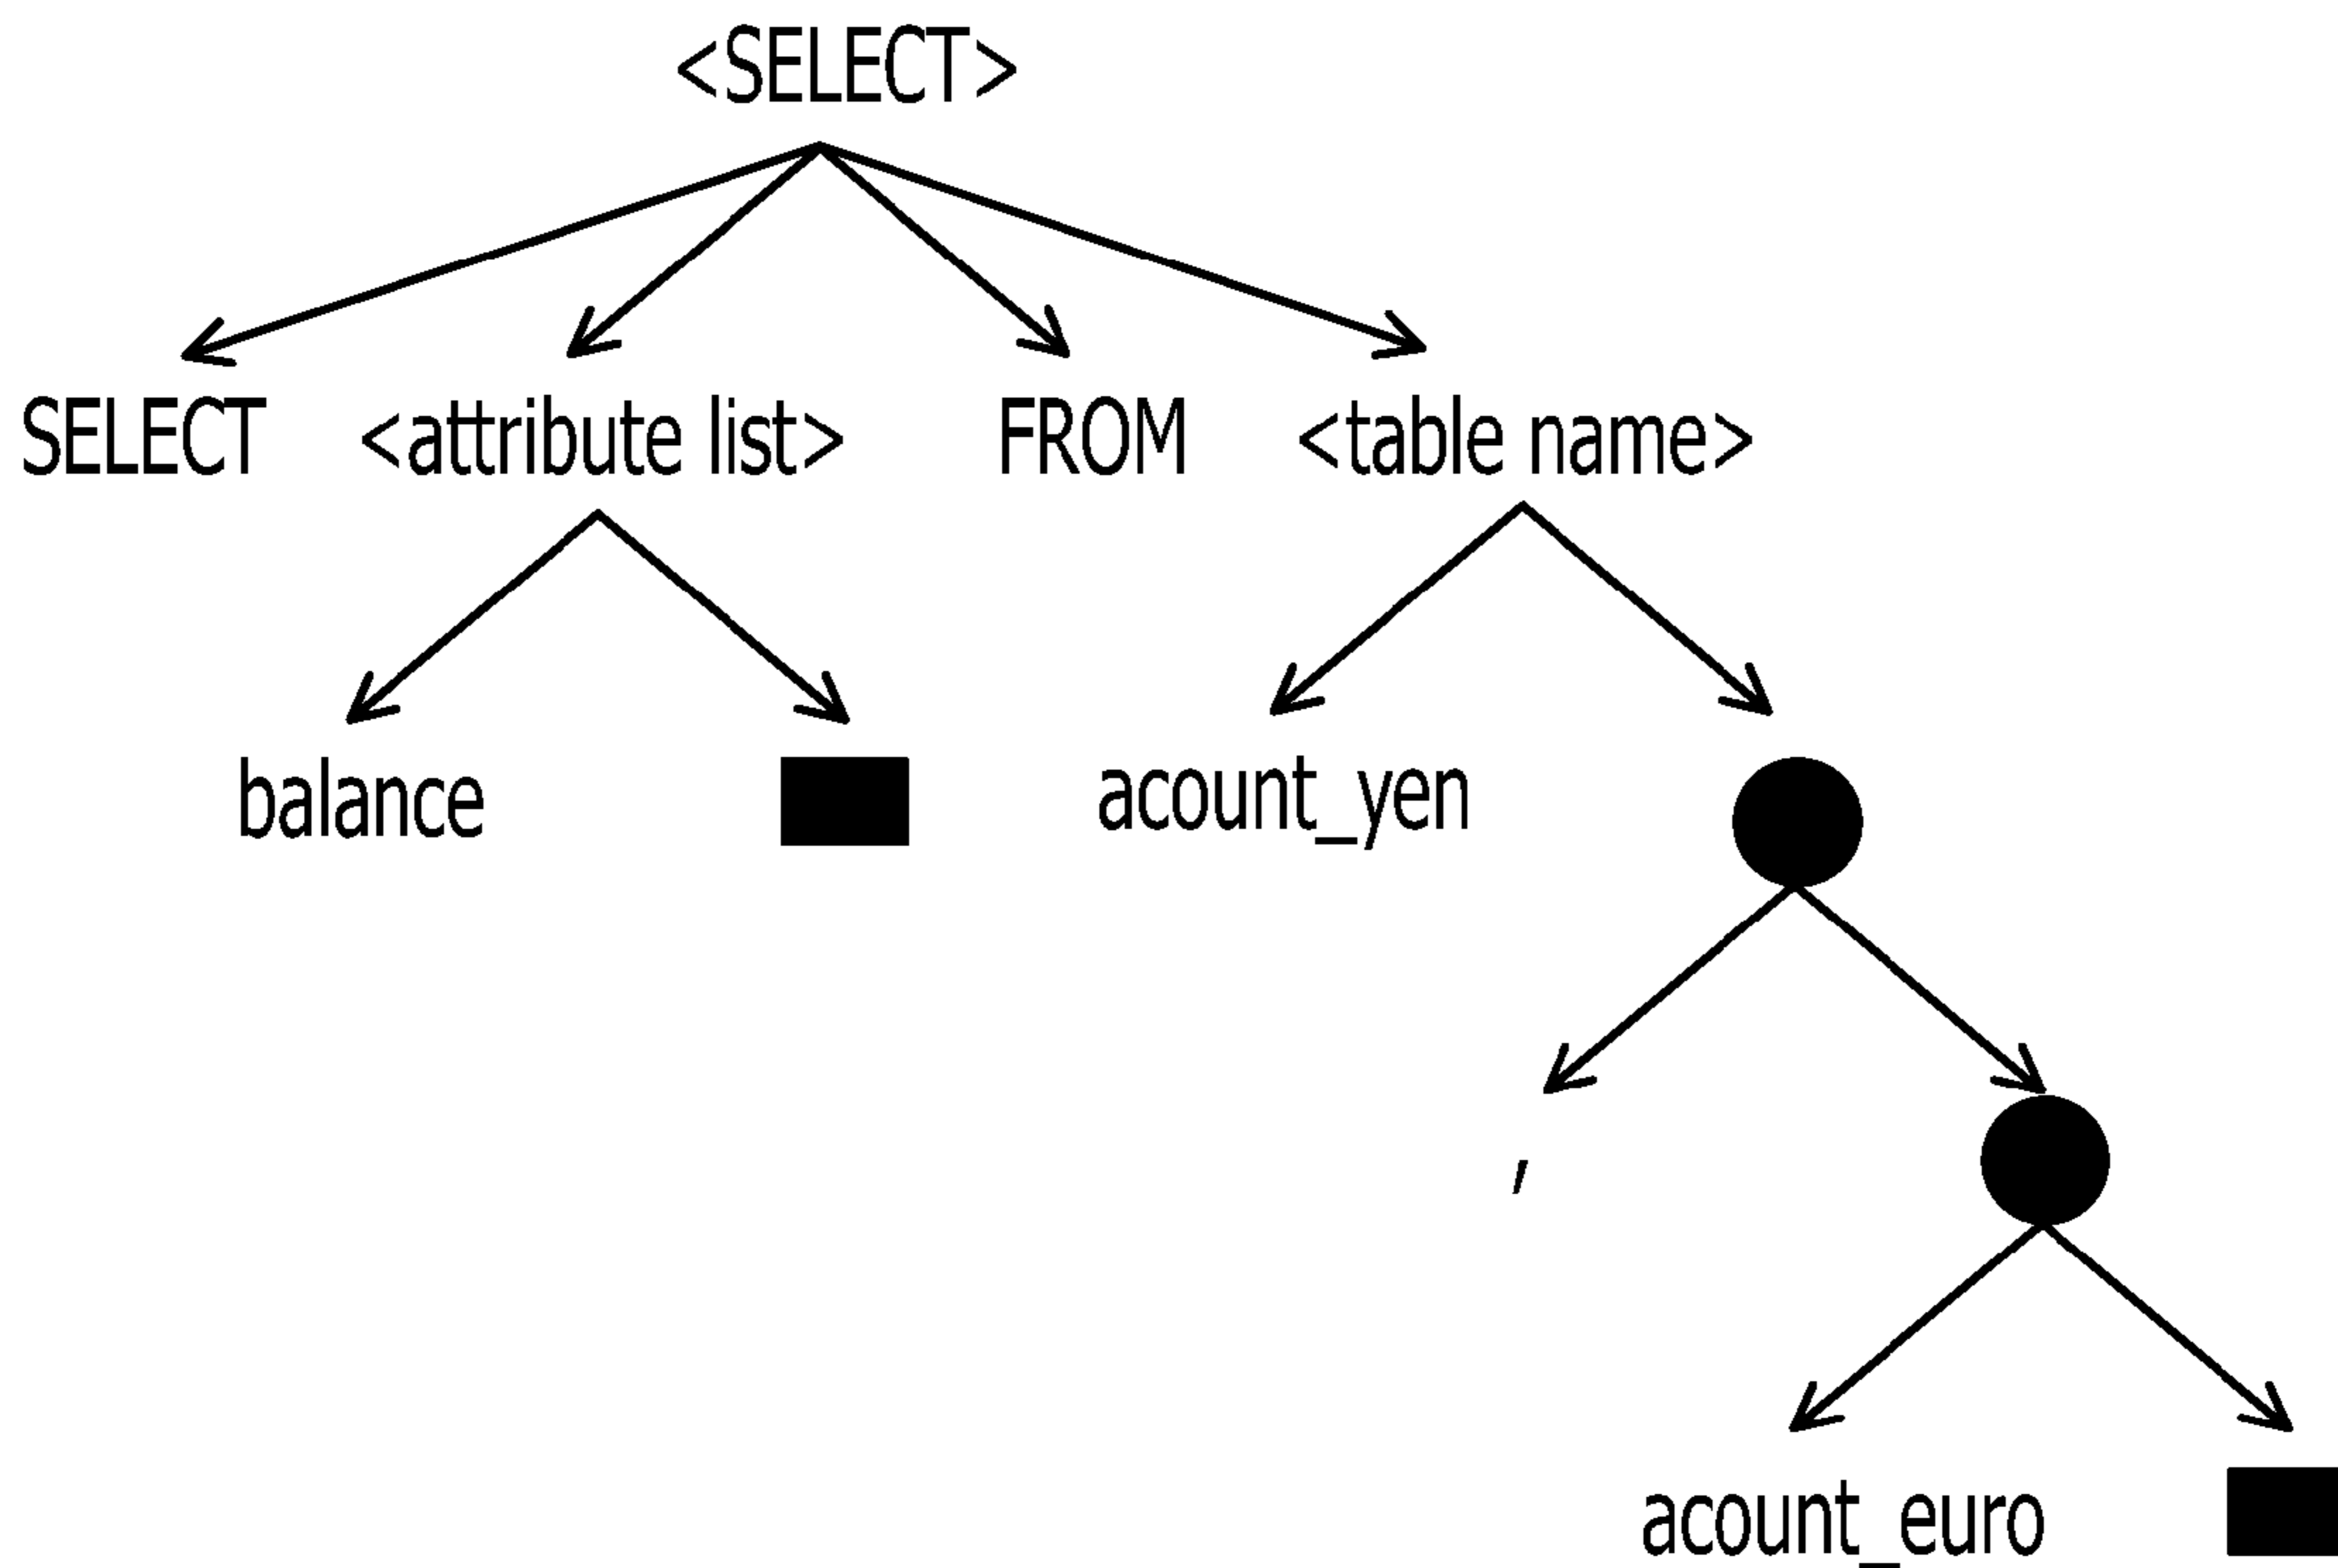 <SELECT>
SELECT <attribute list> FROM <table name>
balance acount_yen
,
acount_euro